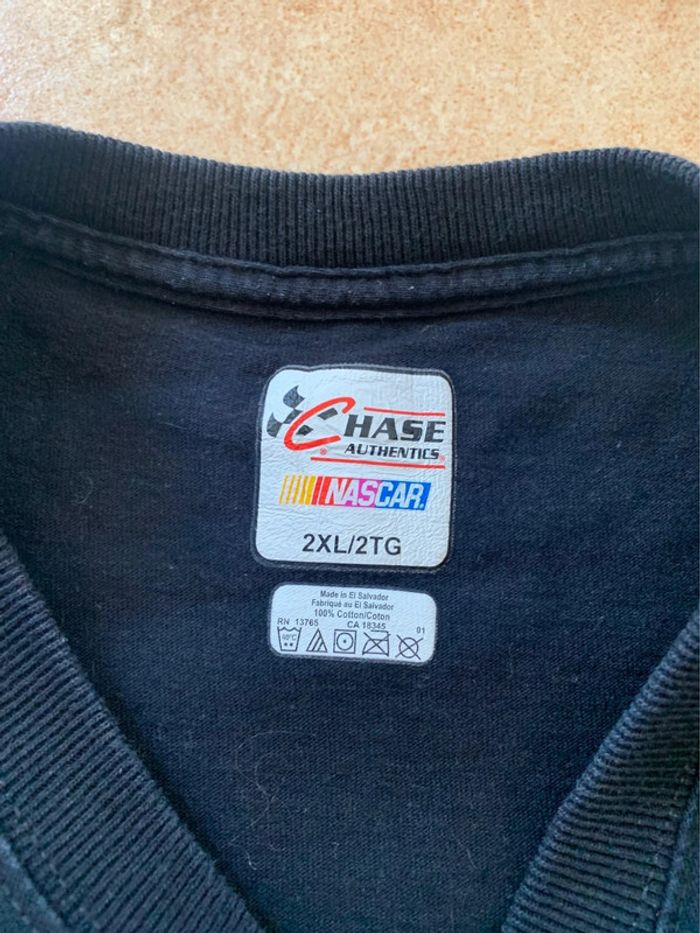 CHASE
AUTHENTICS
NASCAR
2XL/2TG
Made in El Salvador
Fabriqué au El Salvador
100% Cotton/Coton
RN 13765 CA 18345 01
40°C